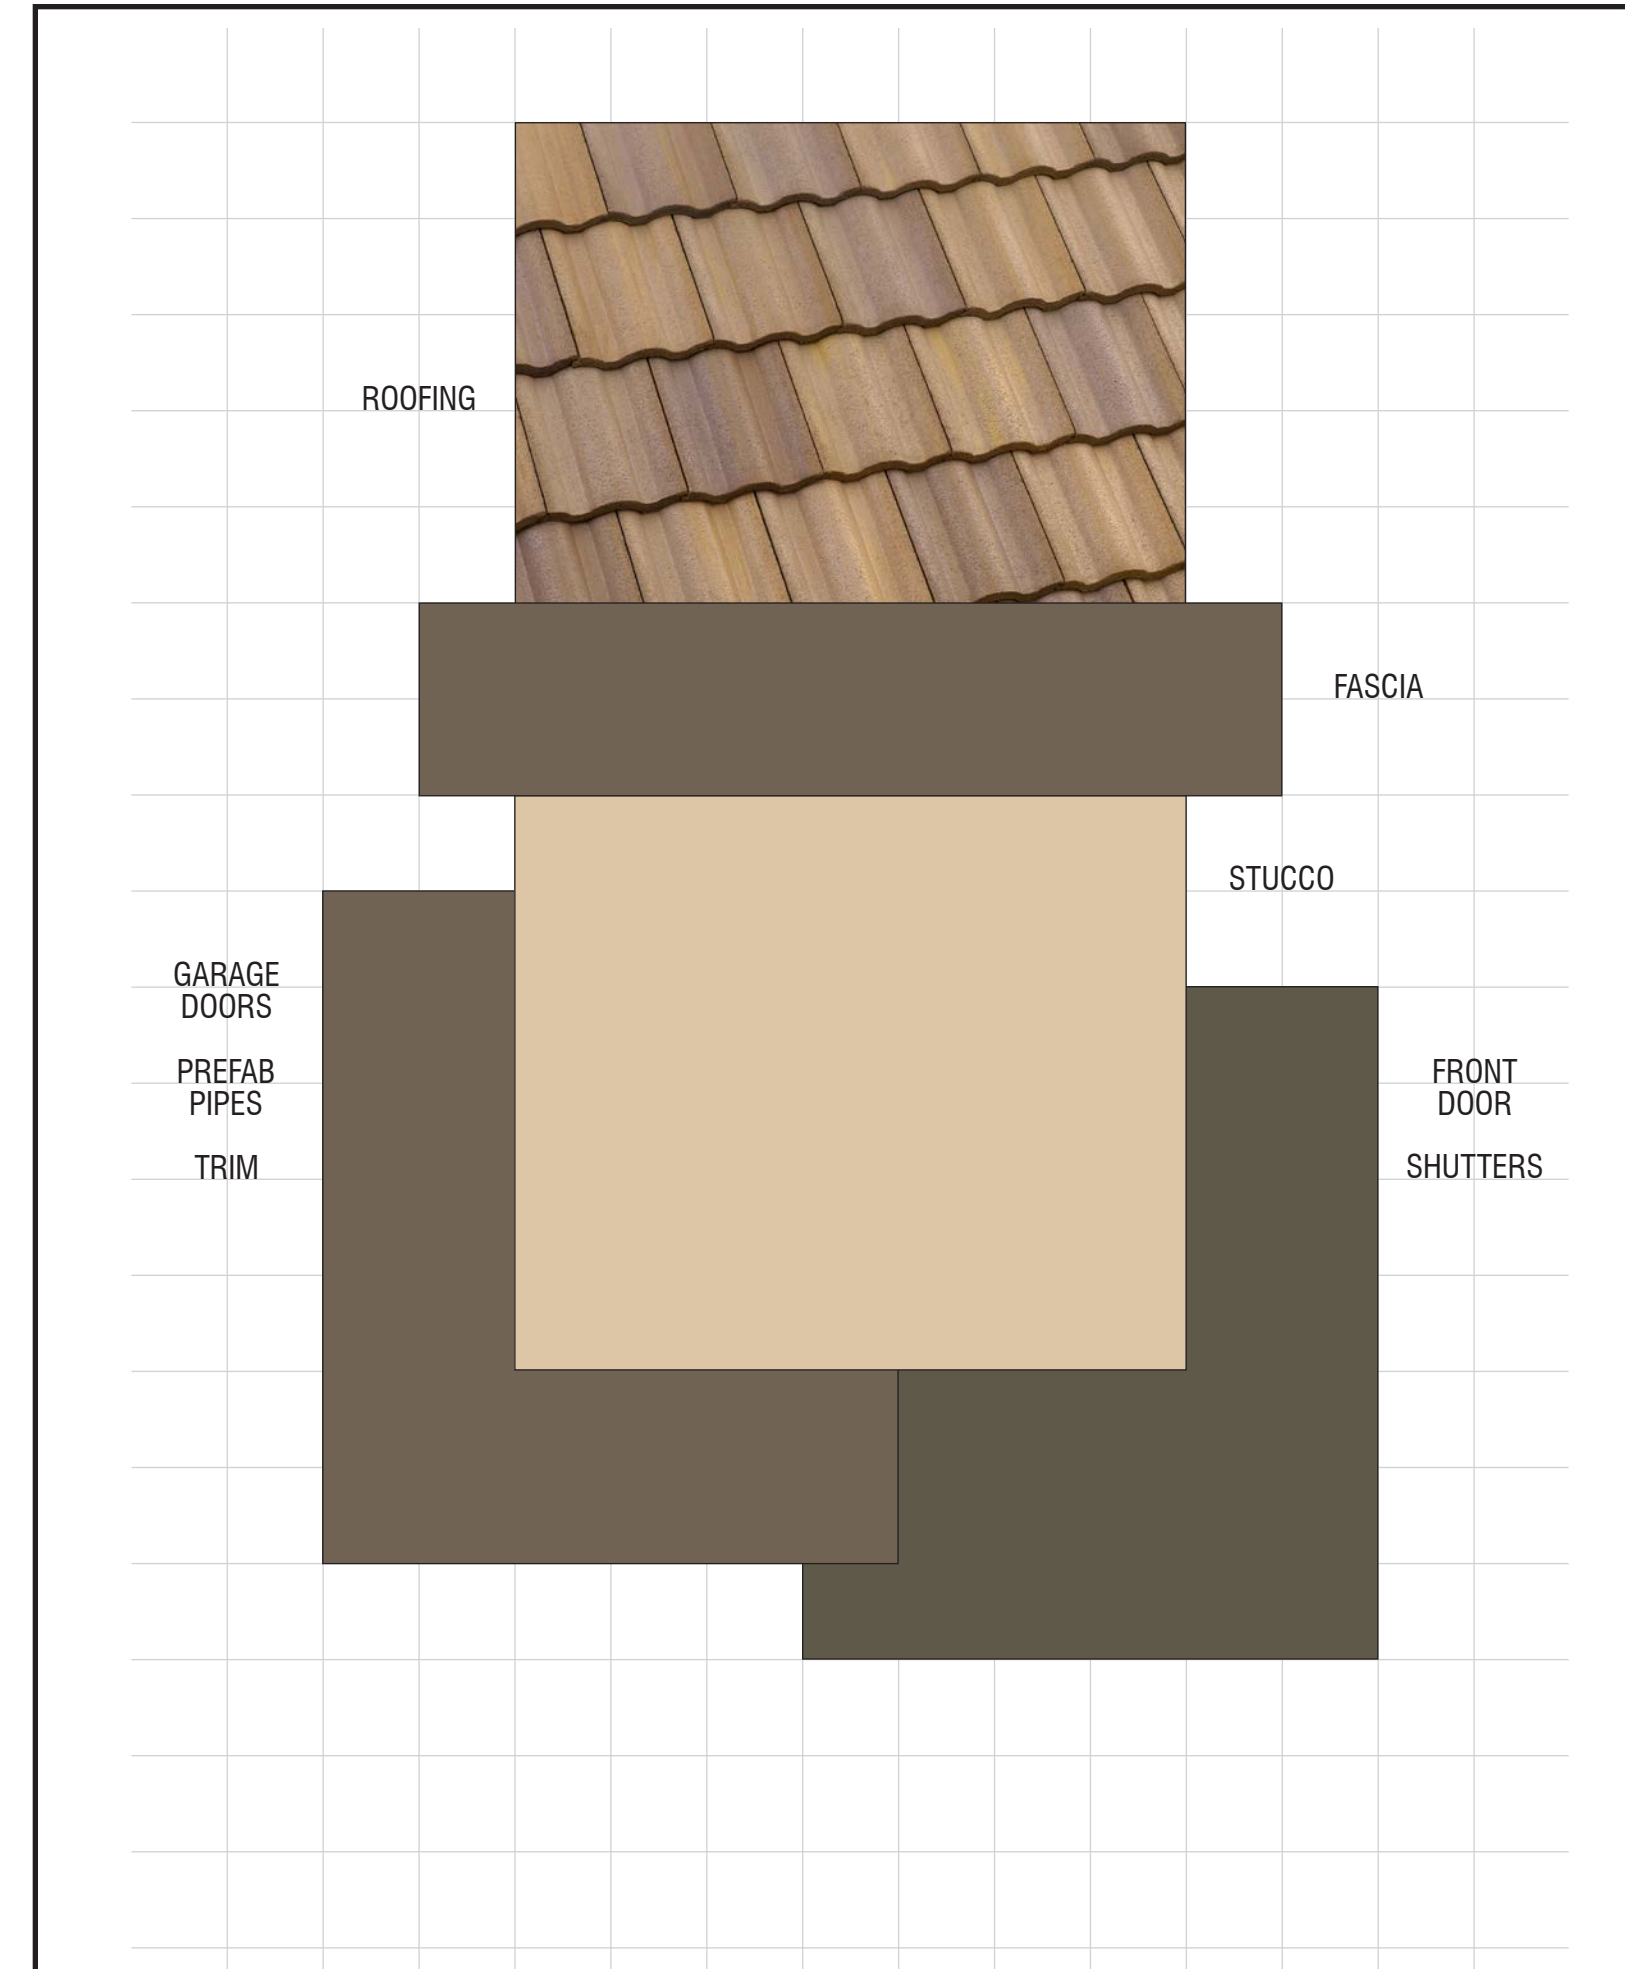 ROOFING
FASCIA
STUCCO
GARAGE
DOORS
PREFAB
PIPES
TRIM
FRONT
DOOR
SHUTTERS